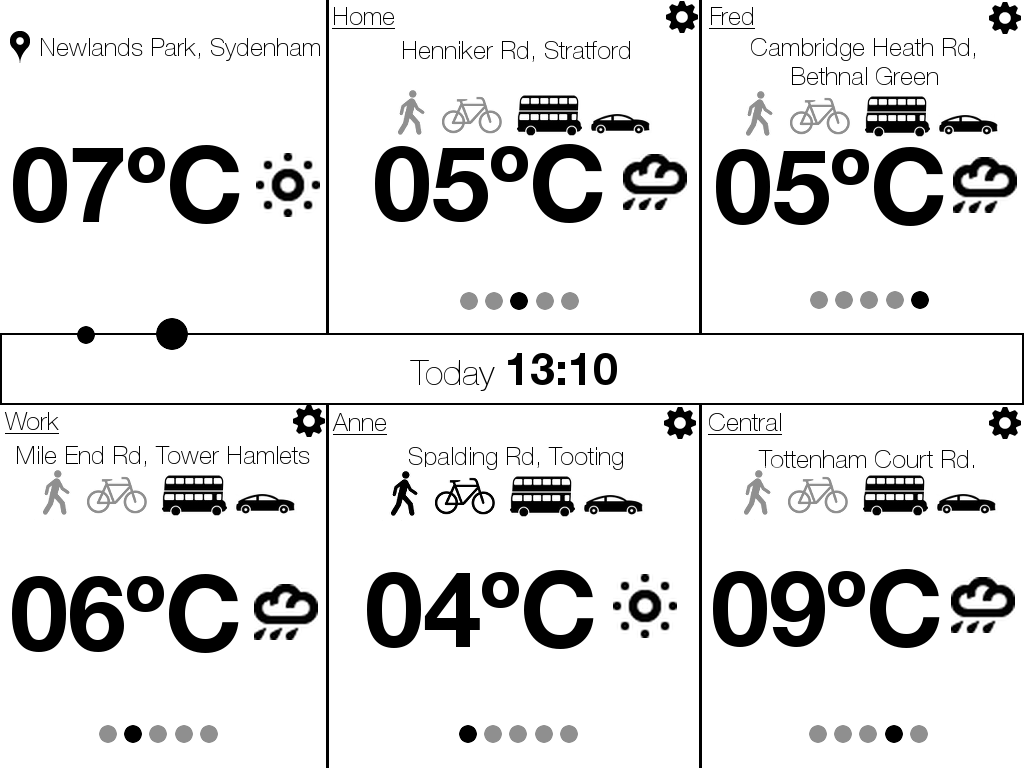 Newlands Park, Sydenham
07ºC
Home
Henniker Rd, Stratford
05ºC
Fred
Cambridge Heath Rd,
Bethnal Green
05ºC
Today 13:10
Work
Mile End Rd, Tower Hamlets
06ºC
Anne
Spalding Rd, Tooting
04ºC
Central
Tottenham Court Rd.
09ºC